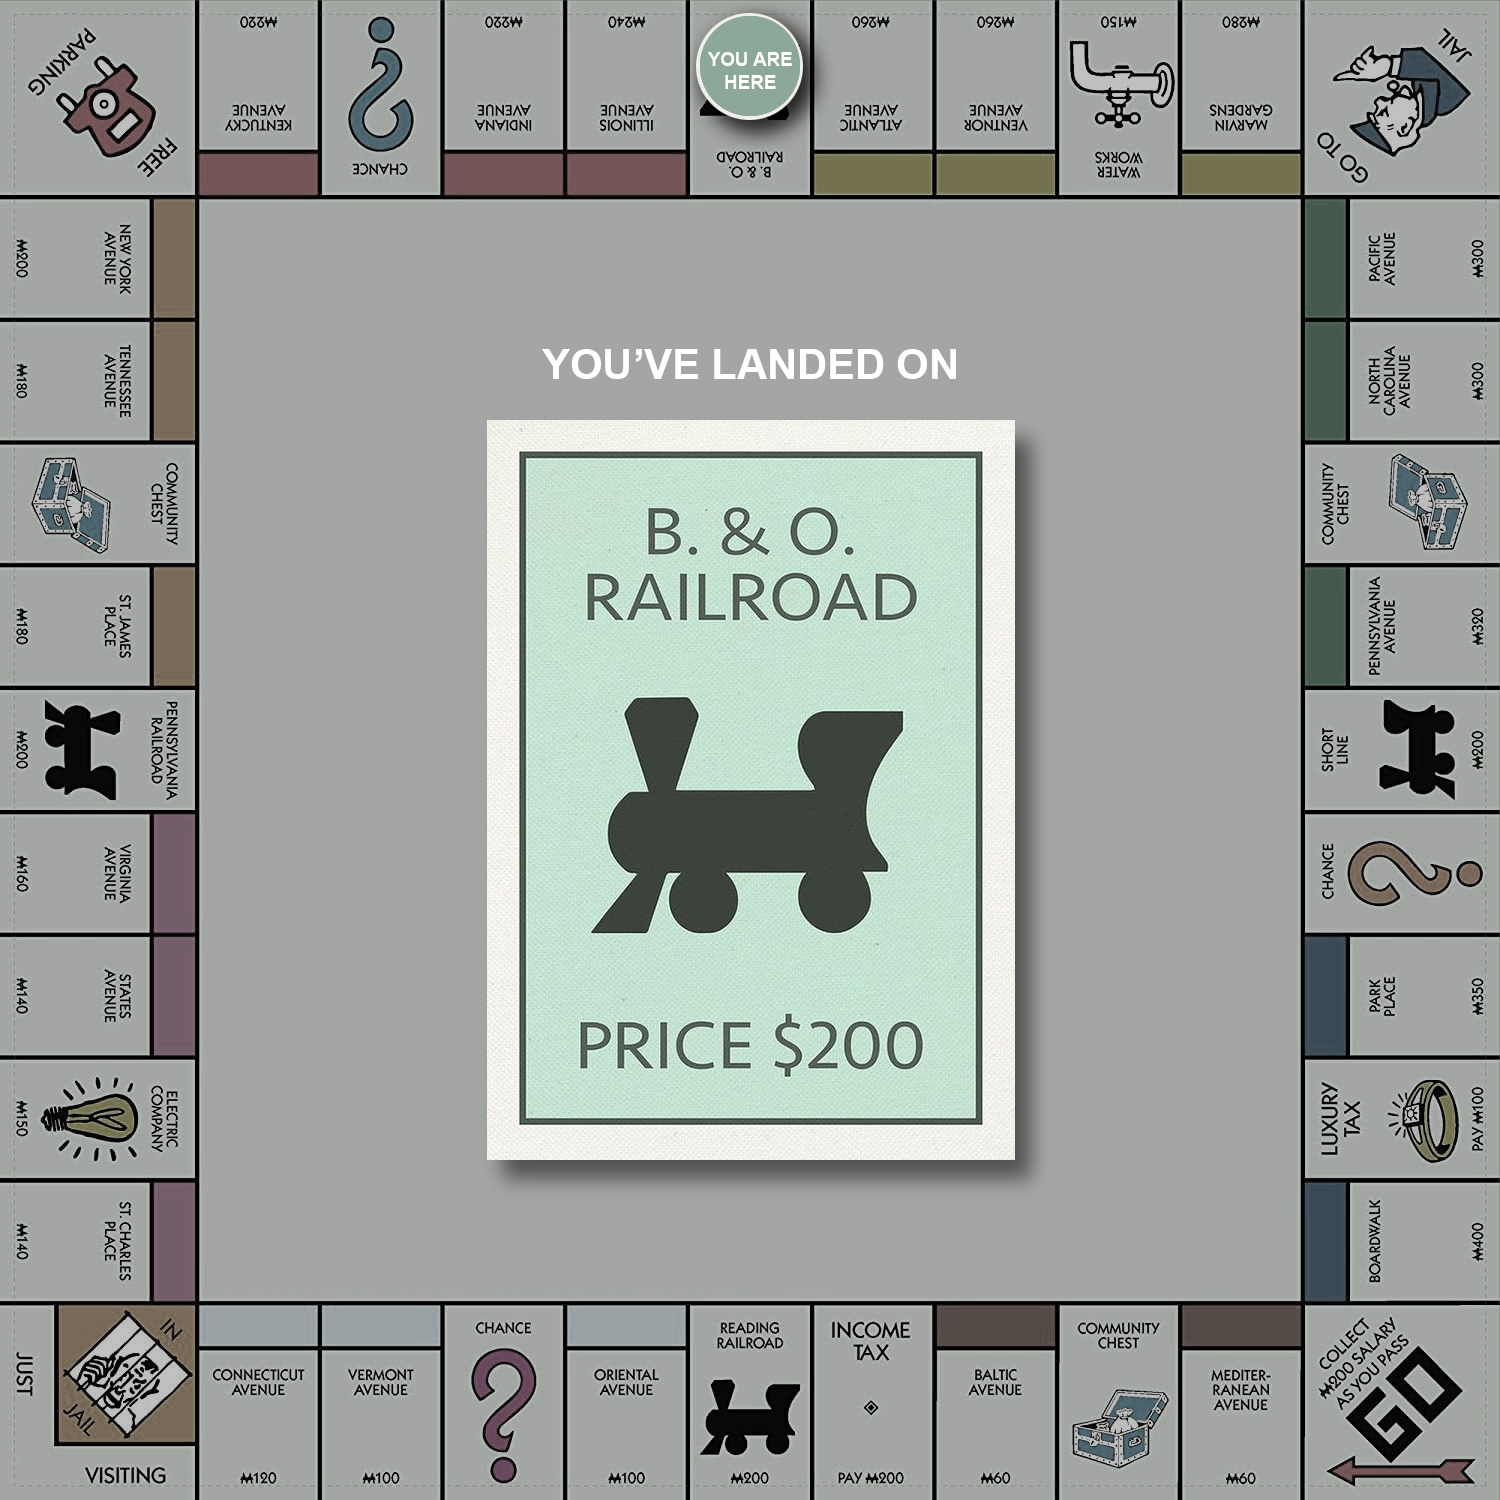 PARKING
FREE
₩220
KENTUCKY
AVENUE
CHANCE
₩220
INDIANA
AVENUE
₩240
ILLINOIS
AVENUE
YOU ARE
HERE
B. & O.
RAILROAD
₩260
ATLANTIC
AVENUE
₩260
VENTNOR
AVENUE
₩150
WATER
WORKS
₩280
MARVIN
GARDENS
GO TO
JAIL
NEW YORK
AVENUE
₩200
TENNESSEE
AVENUE
₩180
COMMUNITY
CHEST
ST. JAMES
PLACE
₩180
PENNSYLVANIA
RAILROAD
₩200
VIRGINIA
AVENUE
₩160
STATES
AVENUE
₩140
ELECTRIC
COMPANY
₩150
ST. CHARLES
PLACE
₩140
YOU’VE LANDED ON
B. & O.
RAILROAD
PRICE $200
PACIFIC
AVENUE
₩300
NORTH
CAROLINA
AVENUE
₩300
COMMUNITY
CHEST
PENNSYLVANIA
AVENUE
₩320
SHORT
LINE
₩200
CHANCE
PARK
PLACE
₩350
LUXURY
TAX
PAY ₩100
BOARDWALK
₩400
JUST
VISITING
IN
JAIL
CONNECTICUT
AVENUE
₩120
VERMONT
AVENUE
₩100
CHANCE
ORIENTAL
AVENUE
₩100
READING
RAILROAD
₩200
INCOME
TAX
PAY ₩200
BALTIC
AVENUE
₩60
COMMUNITY
CHEST
MEDITER-
RANEAN
AVENUE
₩60
COLLECT
₩200 SALARY
AS YOU PASS
GO